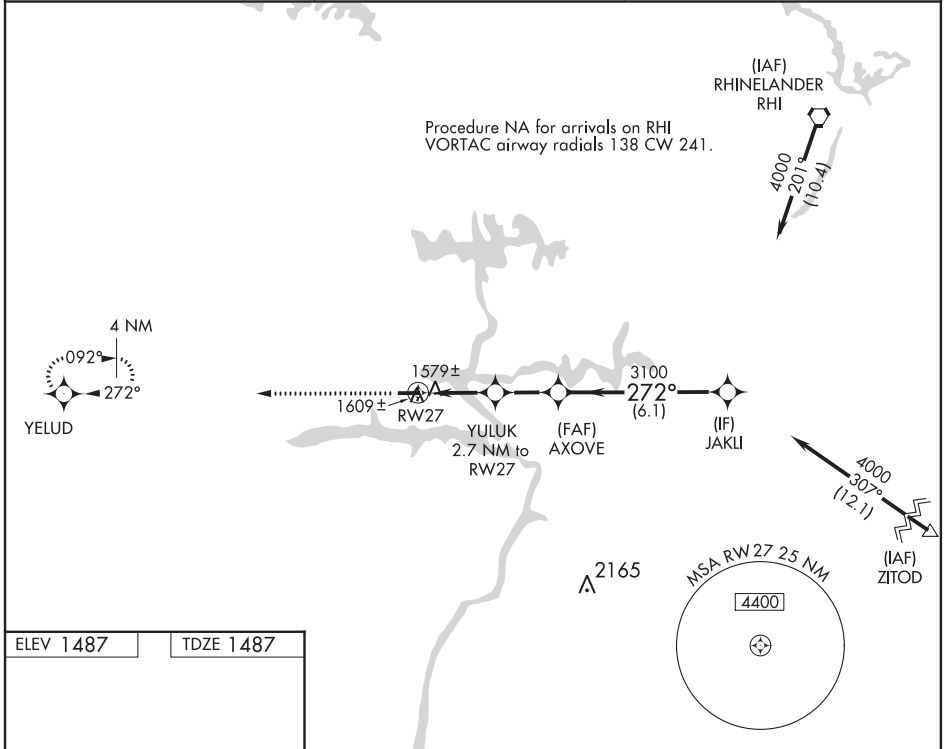 (IAF)
RHINELANDER
RHI
Procedure NA for arrivals on RHI
VORTAC airway radials 138 CW 241.
4000
201°
(10.4)
4 NM
092°
272°
YELUD
1579±
1609±
RW27
YULUK
2.7 NM to
RW27
(FAF)
AXOVE
3100
272°
(6.1)
(IF)
JAKLI
4000
307°
(12.1)
(IAF)
ZITOD
2165
MSA RW27 25 NM
4400
ELEV 1487
TDZE 1487